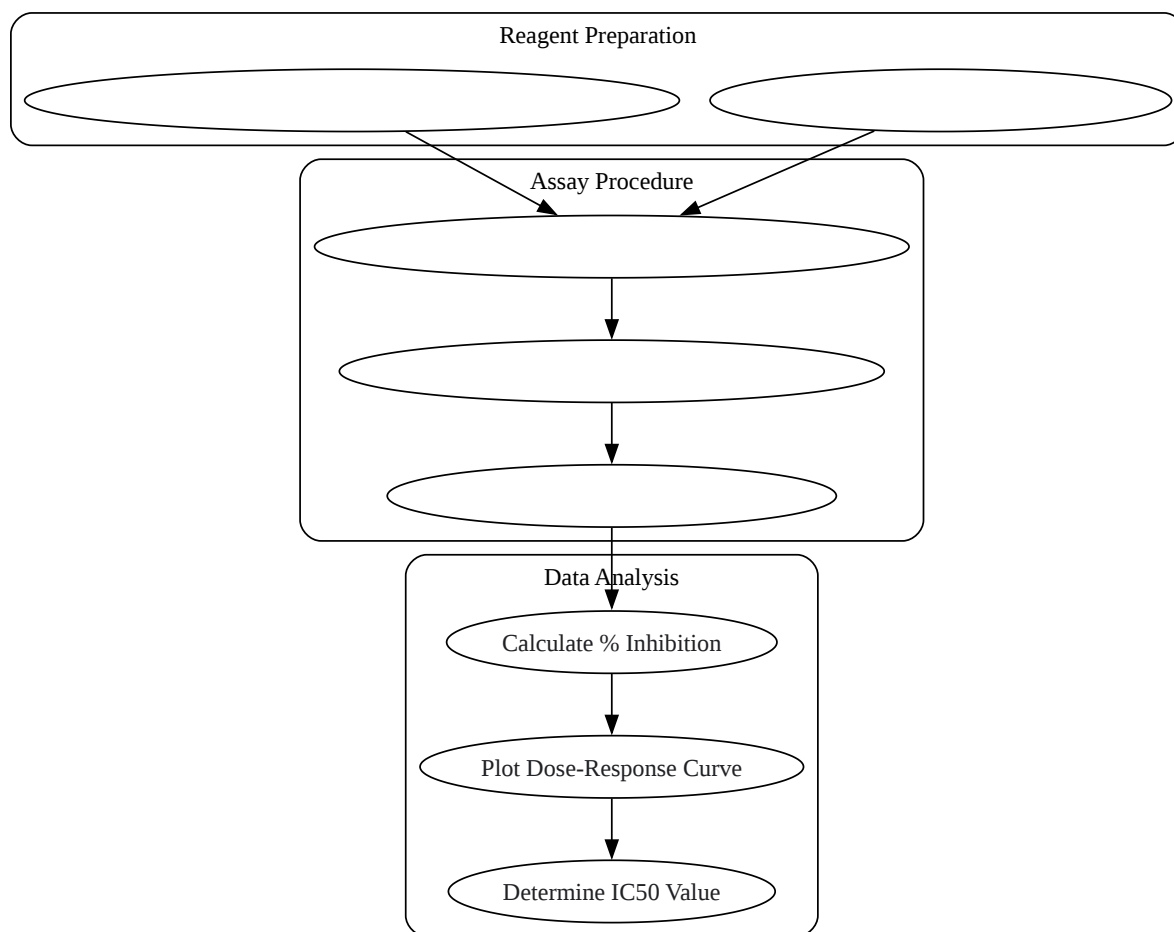 Reagent Preparation
Assay Procedure
Data Analysis
Calculate % Inhibition
Plot Dose-Response Curve
Determine IC50 Value